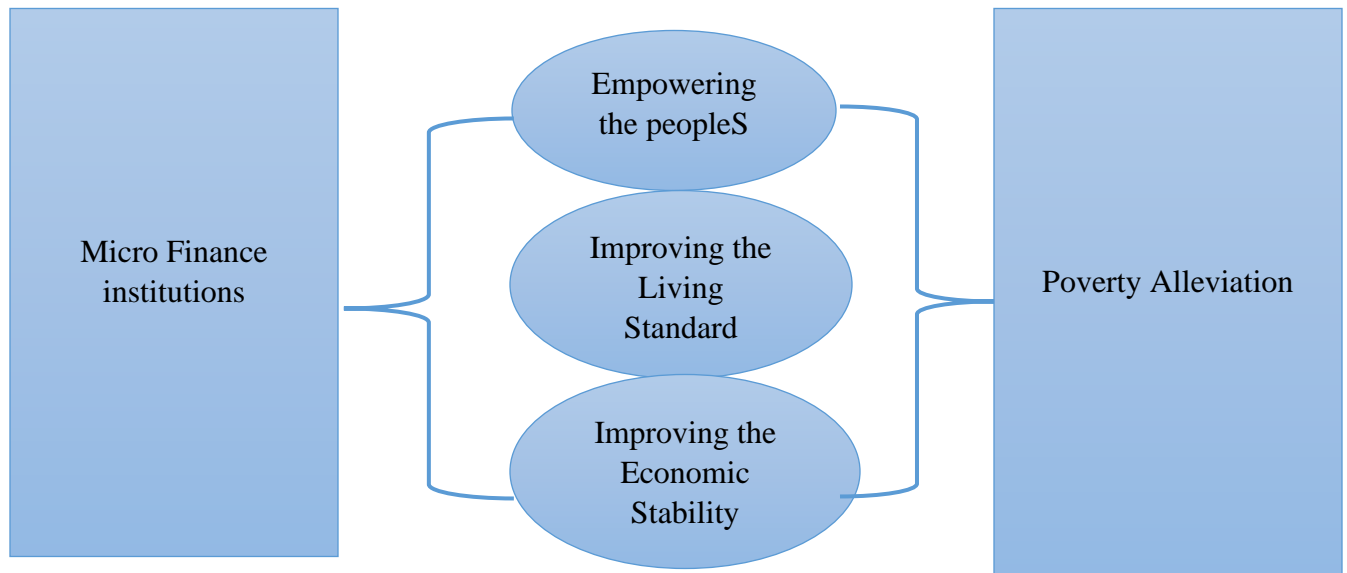 Micro Finance
institutions
Empowering
the peopleS
Improving the
Living
Standard
Improving the
Economic
Stability
Poverty Alleviation